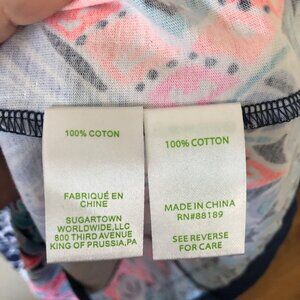 100% COTON
FABRIQUÉ EN
CHINE
SUGARTOWN
WORLDWIDE,LLC
800 THIRD AVENUE
KING OF PRUSSIA,PA
100% COTTON
MADE IN CHINA
RN#88189
SEE REVERSE
FOR CARE